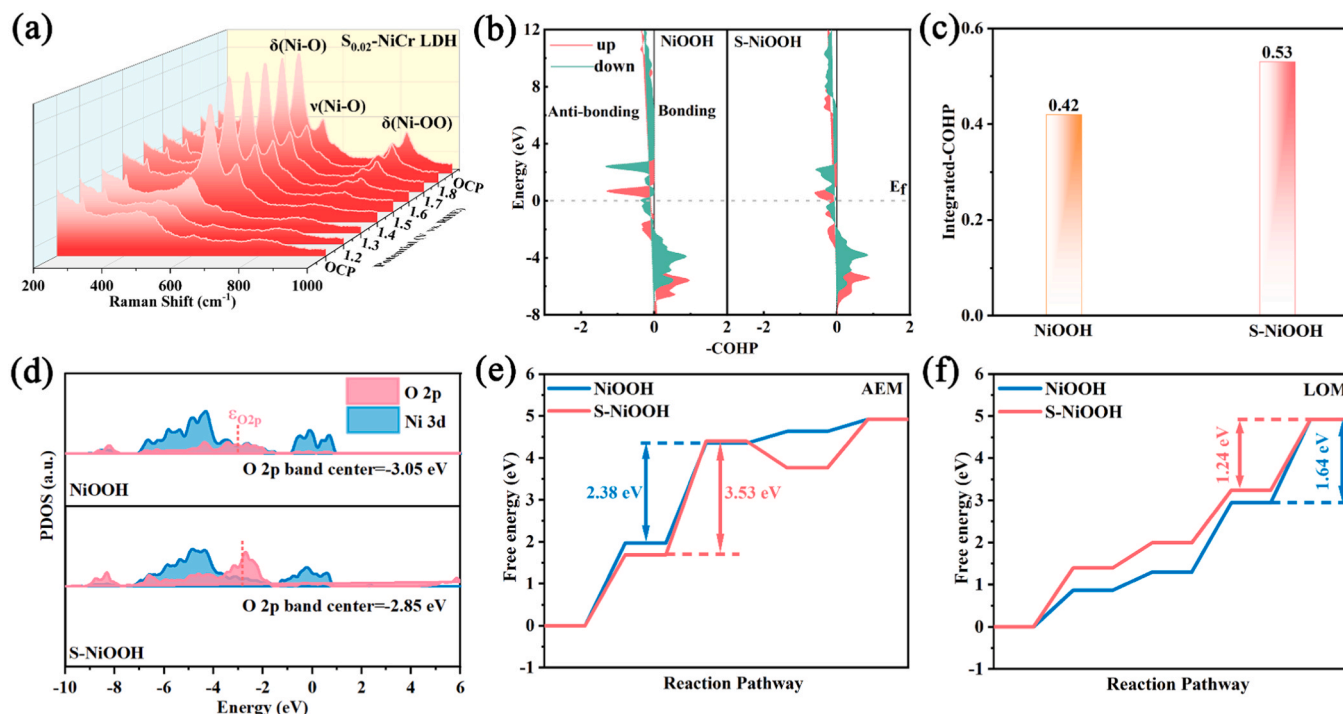 (a)
S0.02-NiCr LDH
δ(Ni-O)
ν(Ni-O)
δ(Ni-OO)
OCP
1.8
1.7
1.6
1.5
1.4
1.3
1.2
OCP
200 400 600 800 1000
Raman Shift (cm-1)
(b)
12
8
4
0
-4
-8
Energy (eV)
up
down
NiOOH
S-NiOOH
Anti-bonding
Bonding
Ef
-2 0 2 -2 0 2
-COHP
(c)
0.6
0.4
0.2
0.0
Integrated-COHP
0.42
0.53
NiOOH S-NiOOH
(d)
O 2p
Ni 3d
εO2p
O 2p band center=-3.05 eV
NiOOH
PDOS (a.u.)
O 2p band center=-2.85 eV
S-NiOOH
-10 -8 -6 -4 -2 0 2 4 6
Energy (eV)
(e)
6
5
4
3
2
1
0
-1
Free energy (eV)
NiOOH
S-NiOOH
AEM
2.38 eV
3.53 eV
Reaction Pathway
(f)
6
5
4
3
2
1
0
-1
Free energy (eV)
NiOOH
S-NiOOH
LOM
1.24 eV
1.64 eV
Reaction Pathway